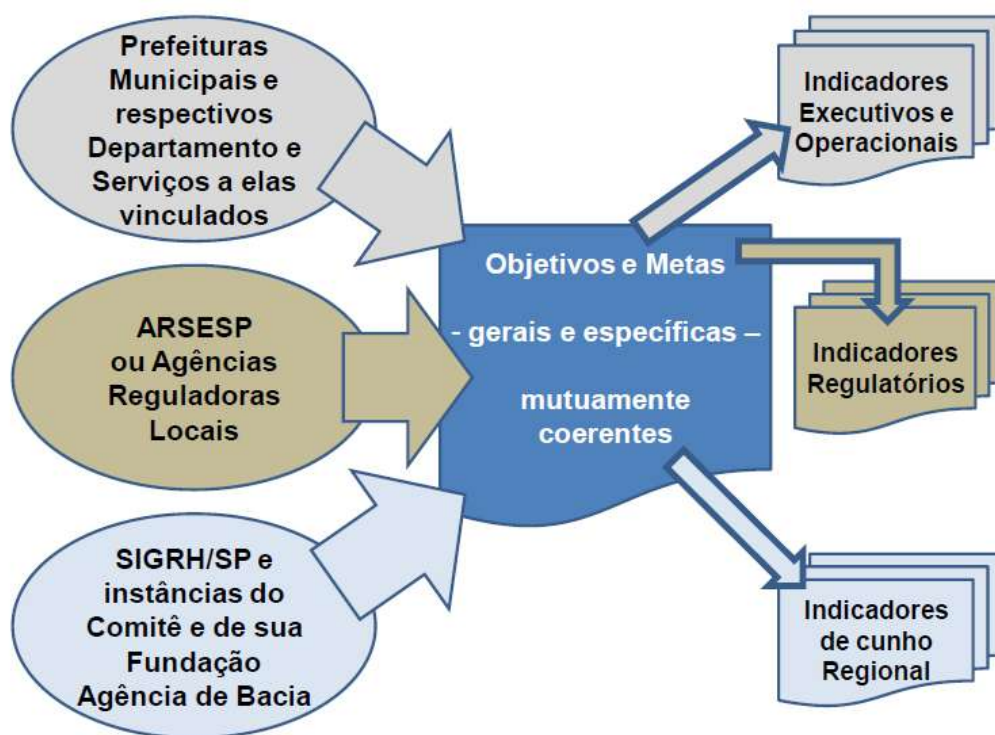 Prefeituras
Municipais e
respectivos
Departamento e
Serviços a elas
vinculados
ARSESP
ou Agências
Reguladoras
Locais
SIGRH/SP e
instâncias do
Comitê e de sua
Fundação
Agência de Bacia
Objetivos e Metas
- gerais e específicas –
mutuamente
coerentes
Indicadores
Executivos e
Operacionais
Indicadores
Regulatórios
Indicadores
de cunho
Regional